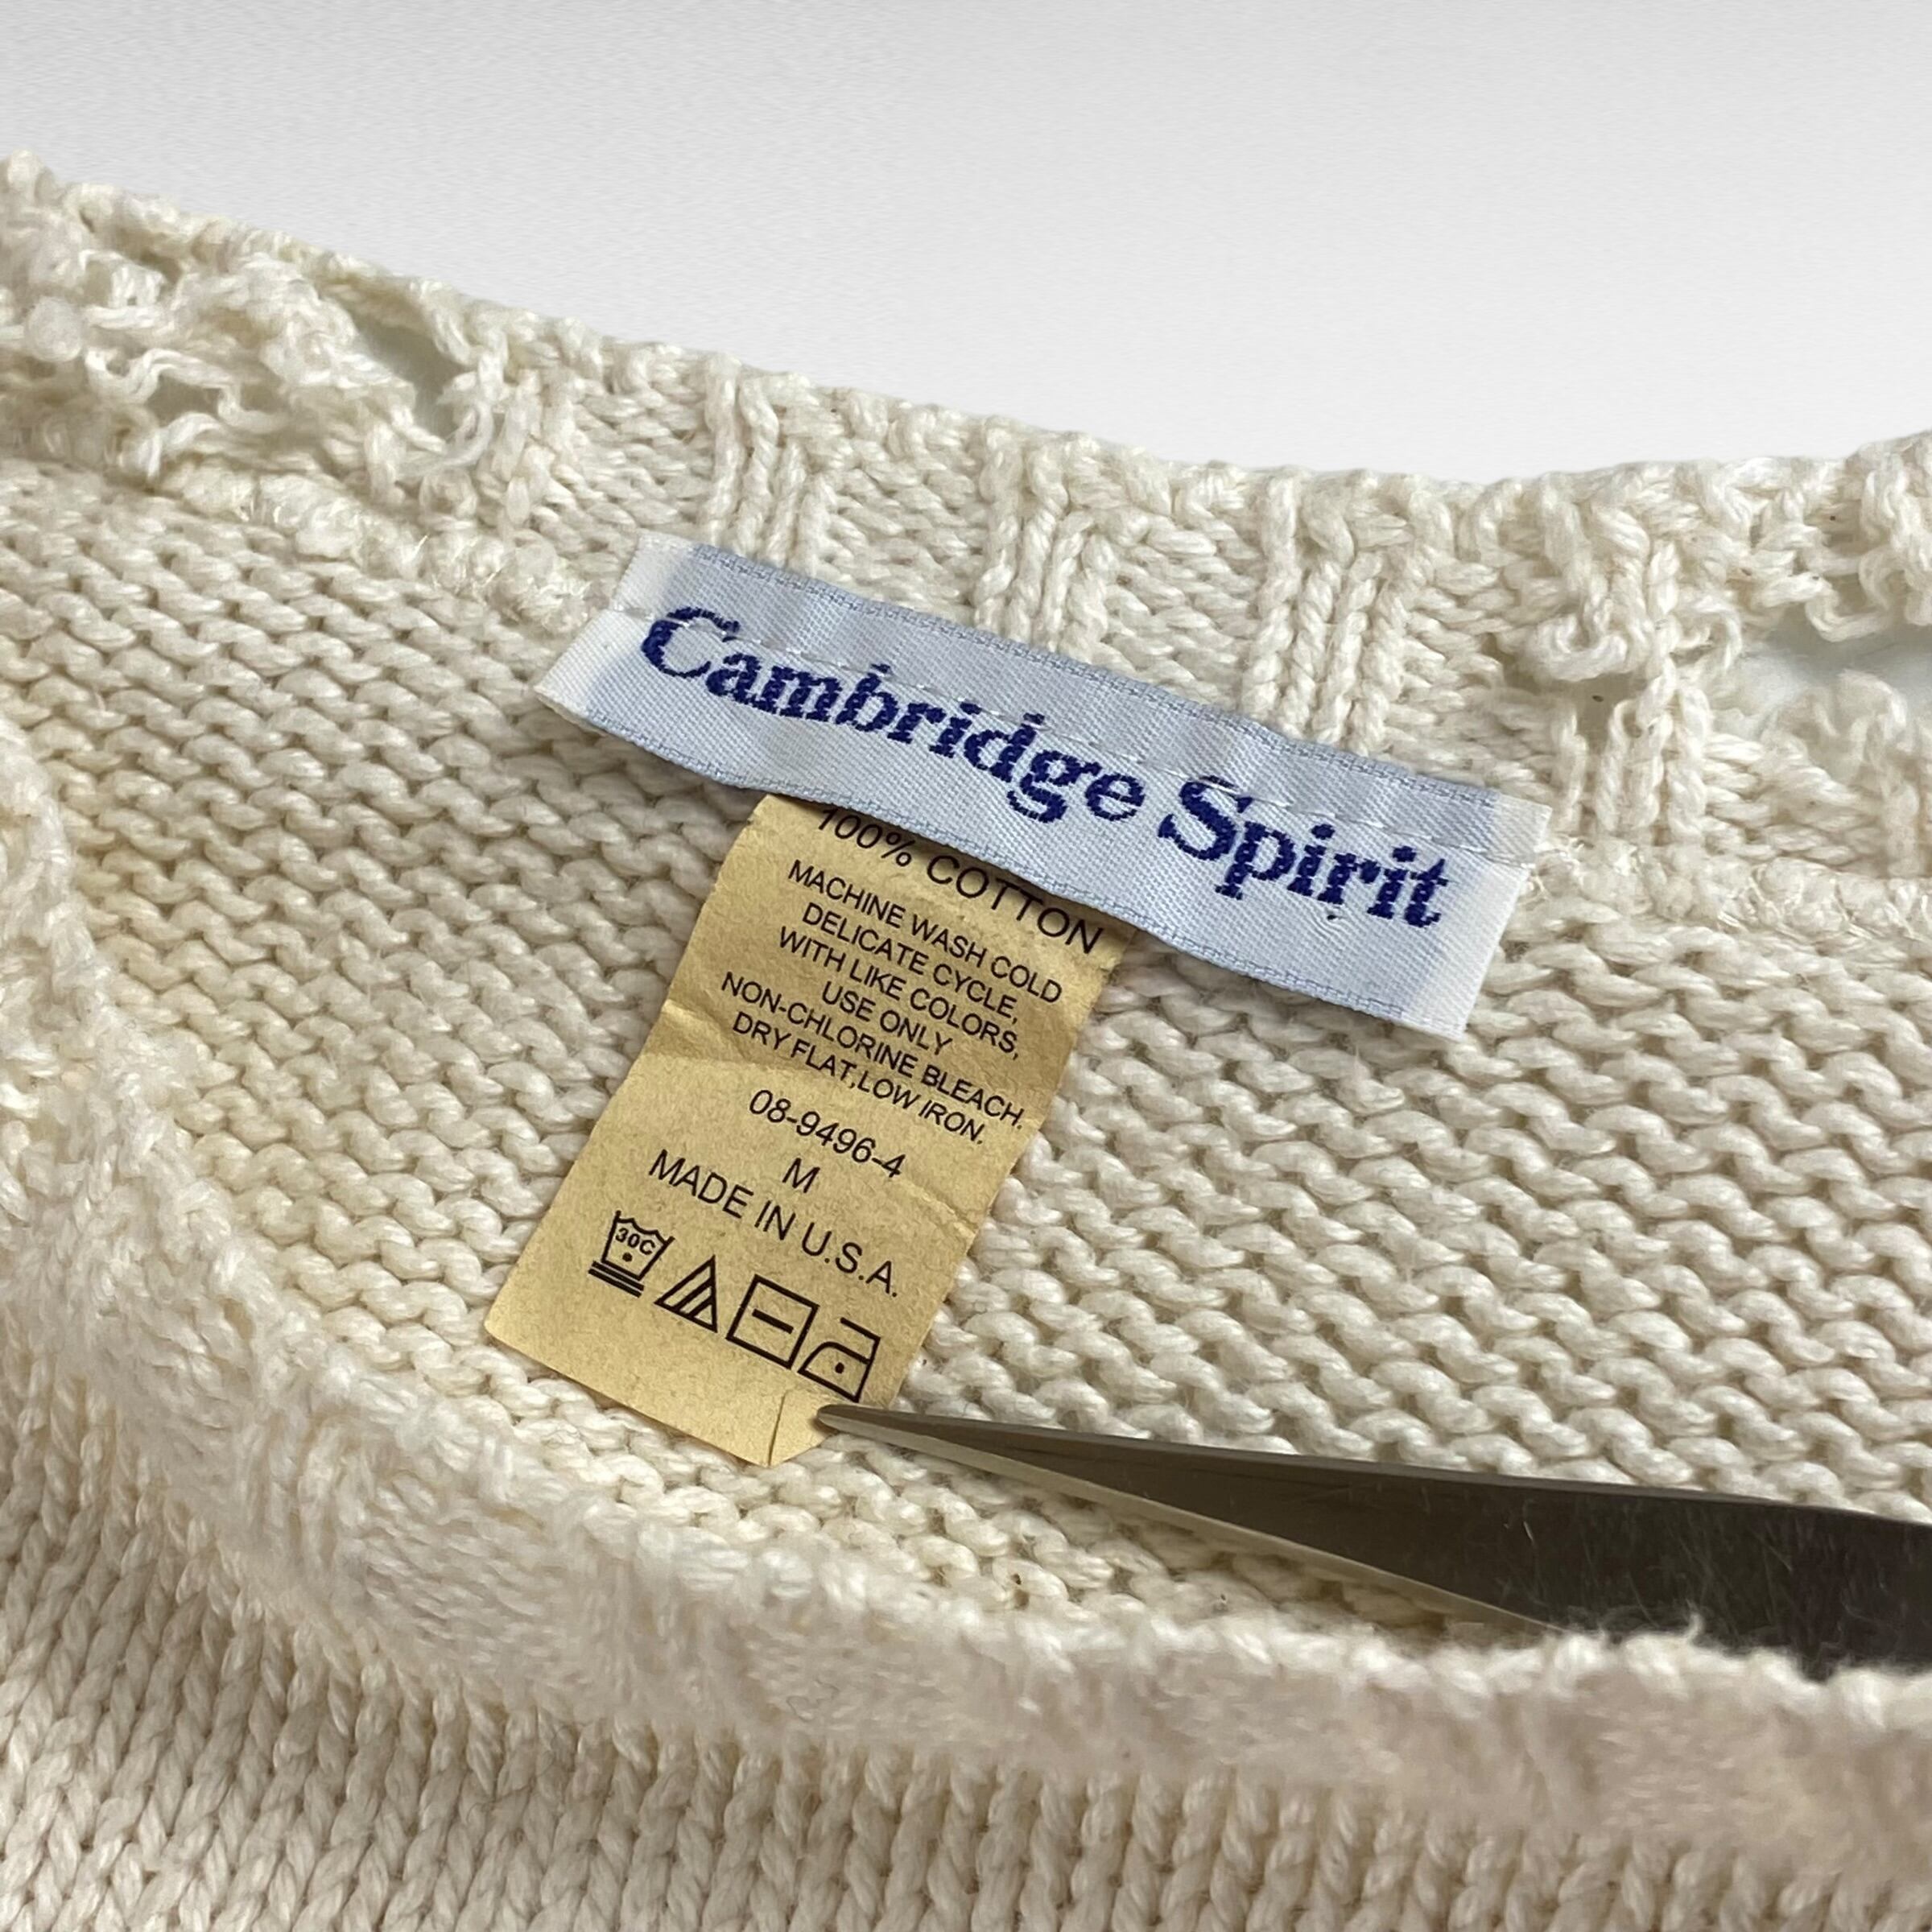 Cambridge Spirit
100% COTTON
MACHINE WASH COLD
DELICATE CYCLE,
WITH LIKE COLORS,
USE ONLY
NON-CHLORINE BLEACH.
DRY FLAT,LOW IRON.
08-9496-4
M
MADE IN U.S.A.
30C